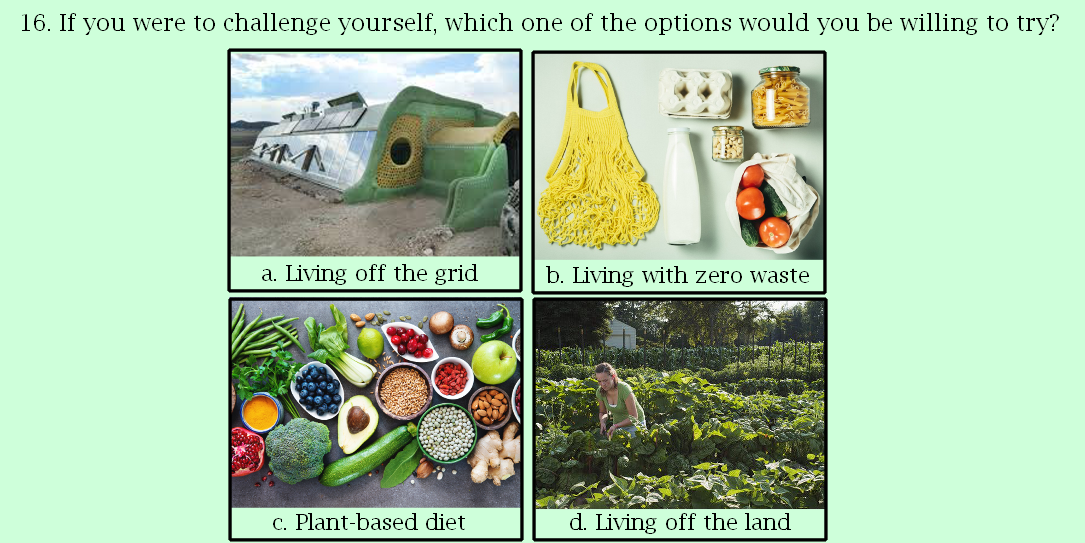 16. If you were to challenge yourself, which one of the options would you be willing to try?
a. Living off the grid
b. Living with zero waste
c. Plant-based diet
d. Living off the land